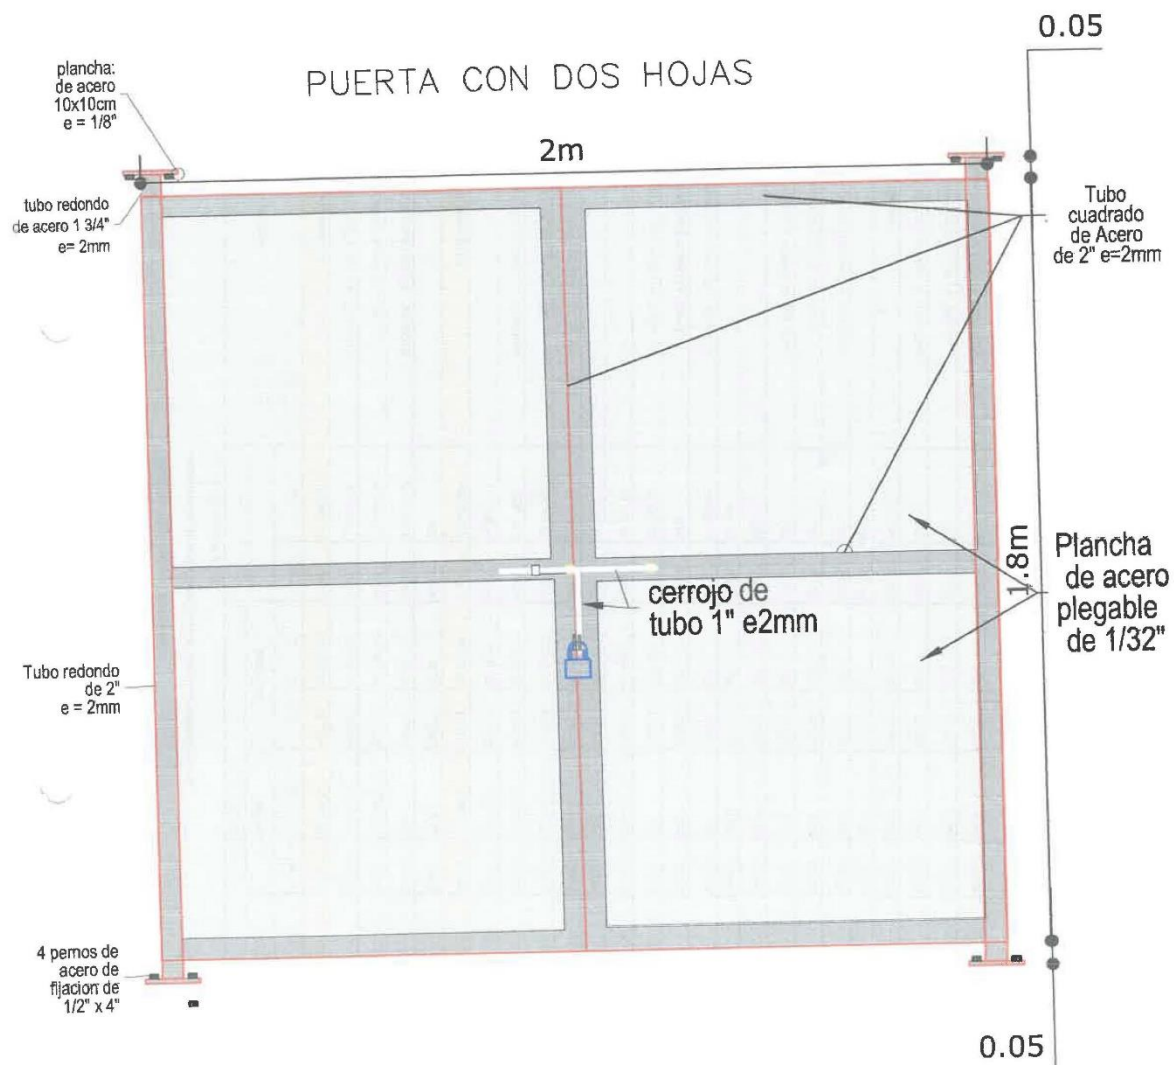 0.05
PUERTA CON DOS HOJAS
plancha:
de acero
10x10cm
e = 1/8"
2m
tubo redondo
de acero 1 3/4"
e= 2mm
Tubo
cuadrado
de Acero
de 2" e=2mm
1.8m
Plancha
de acero
plegable
de 1/32"
cerrojo de
tubo 1" e2mm
Tubo redondo
de 2"
e = 2mm
4 pernos de
acero de
fijacion de
1/2" x 4"
0.05